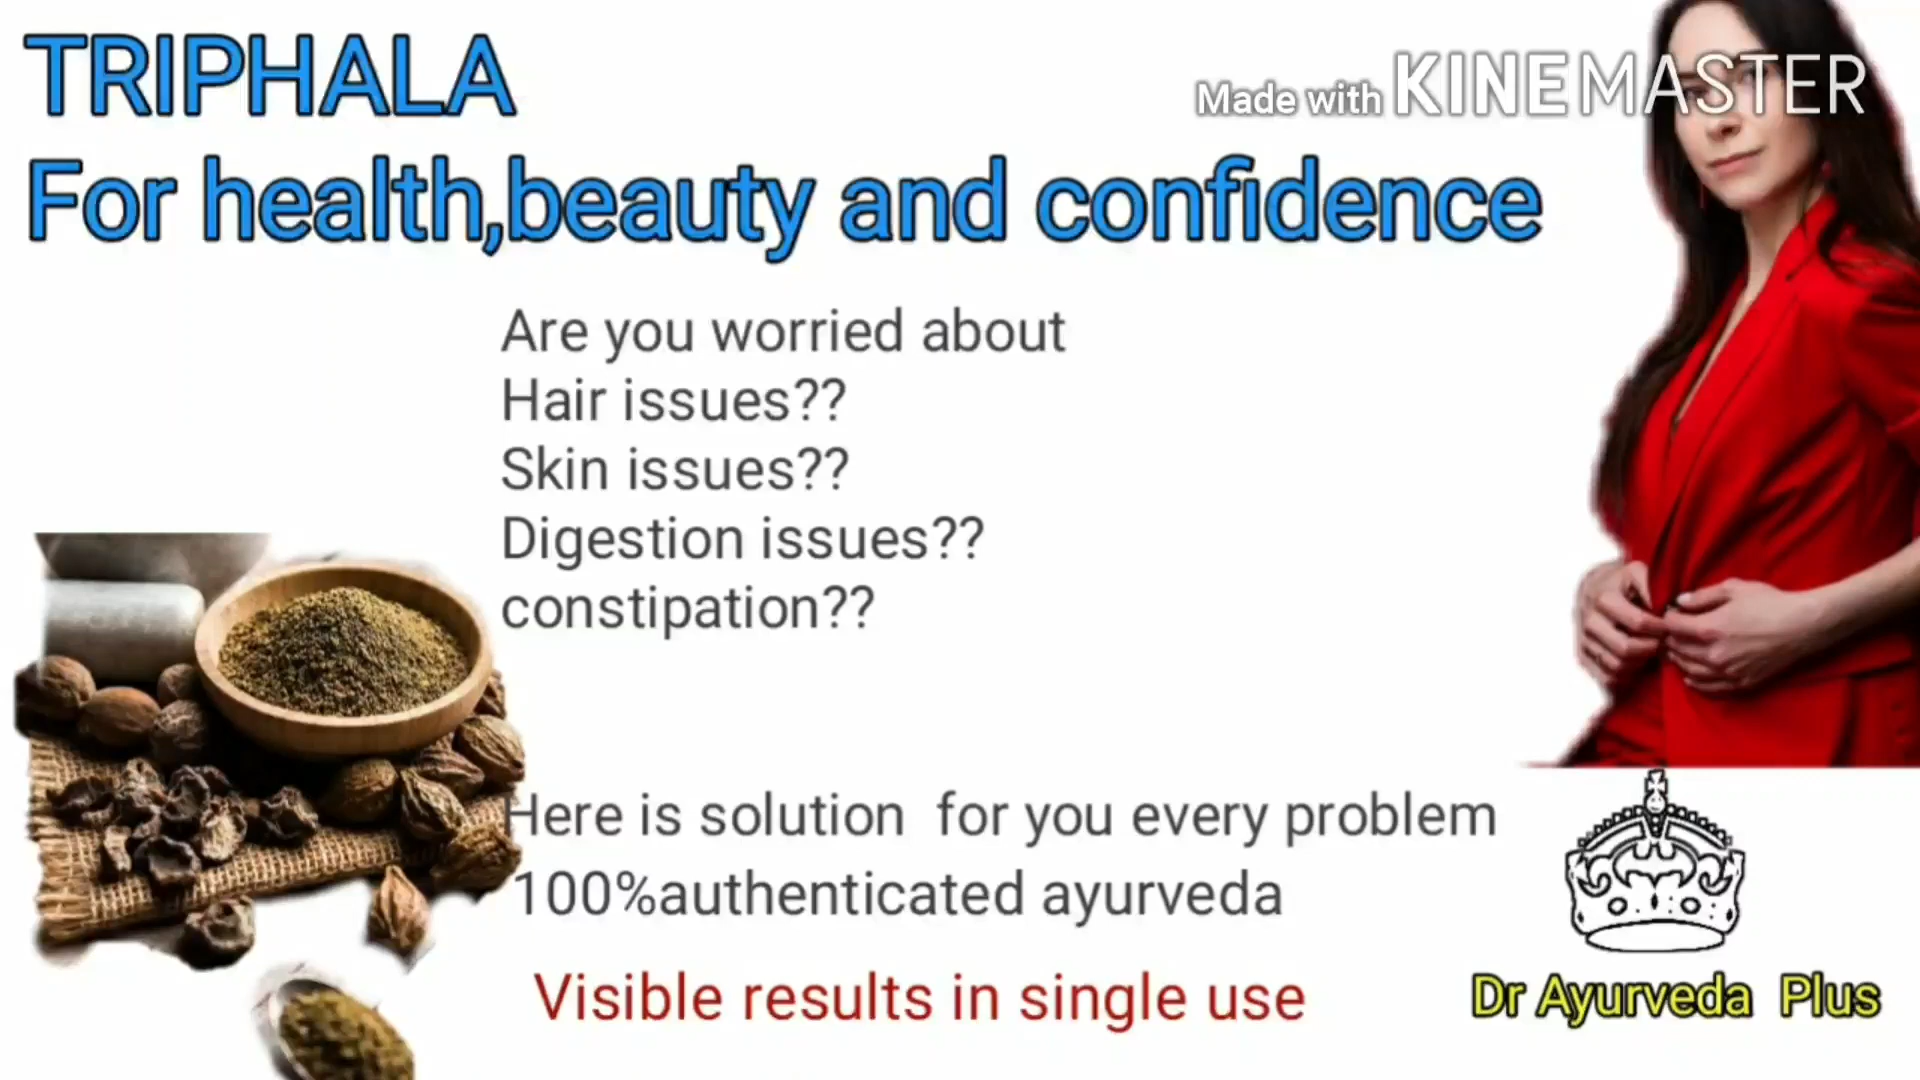 TRIPHALA
Made with KINEMASTER
For health,beauty and confidence
Are you worried about
Hair issues??
Skin issues??
Digestion issues??
constipation??
Here is solution for you every problem
100%authenticated ayurveda
Visible results in single use
Dr Ayurveda Plus